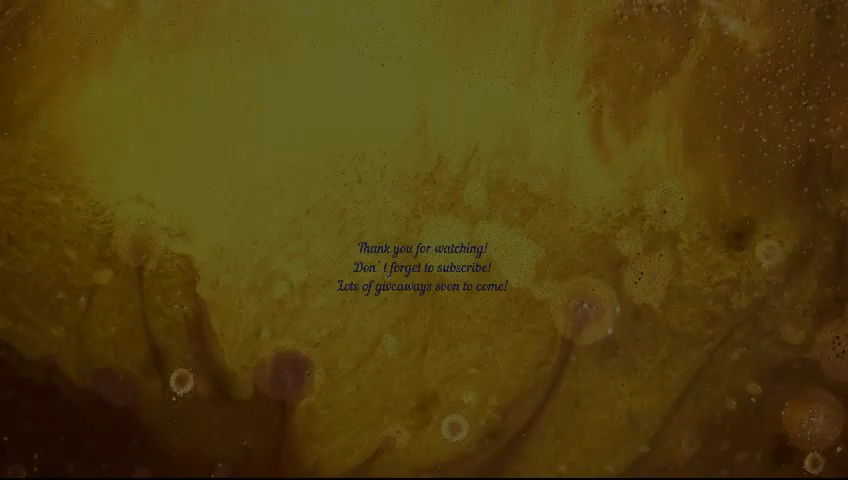 Thank you for watching!
Don`t forget to subscribe!
Lots of giveaways soon to come!